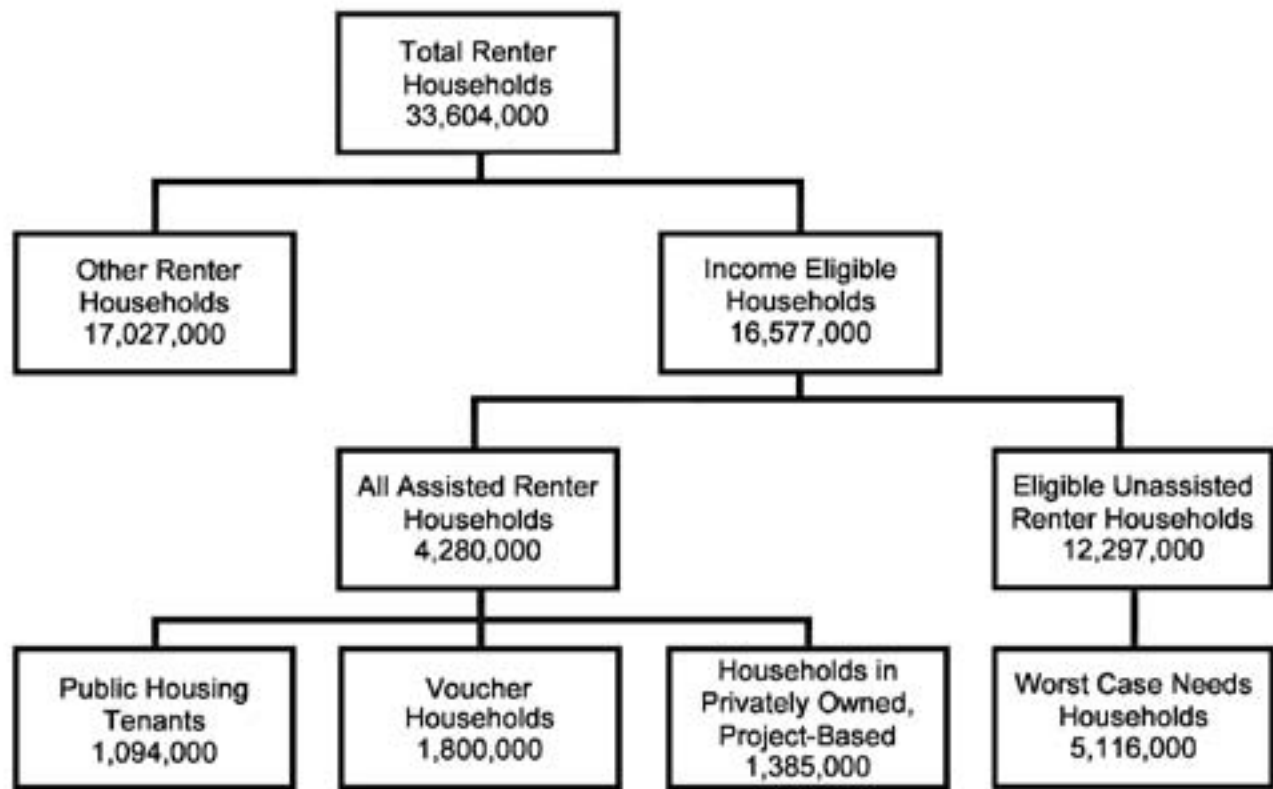 Total Renter
Households
33,604,000
Other Renter
Households
17,027,000
Income Eligible
Households
16,577,000
All Assisted Renter
Households
4,280,000
Eligible Unassisted
Renter Households
12,297,000
Public Housing
Tenants
1,094,000
Voucher
Households
1,800,000
Households in
Privately Owned,
Project-Based
1,385,000
Worst Case Needs
Households
5,116,000